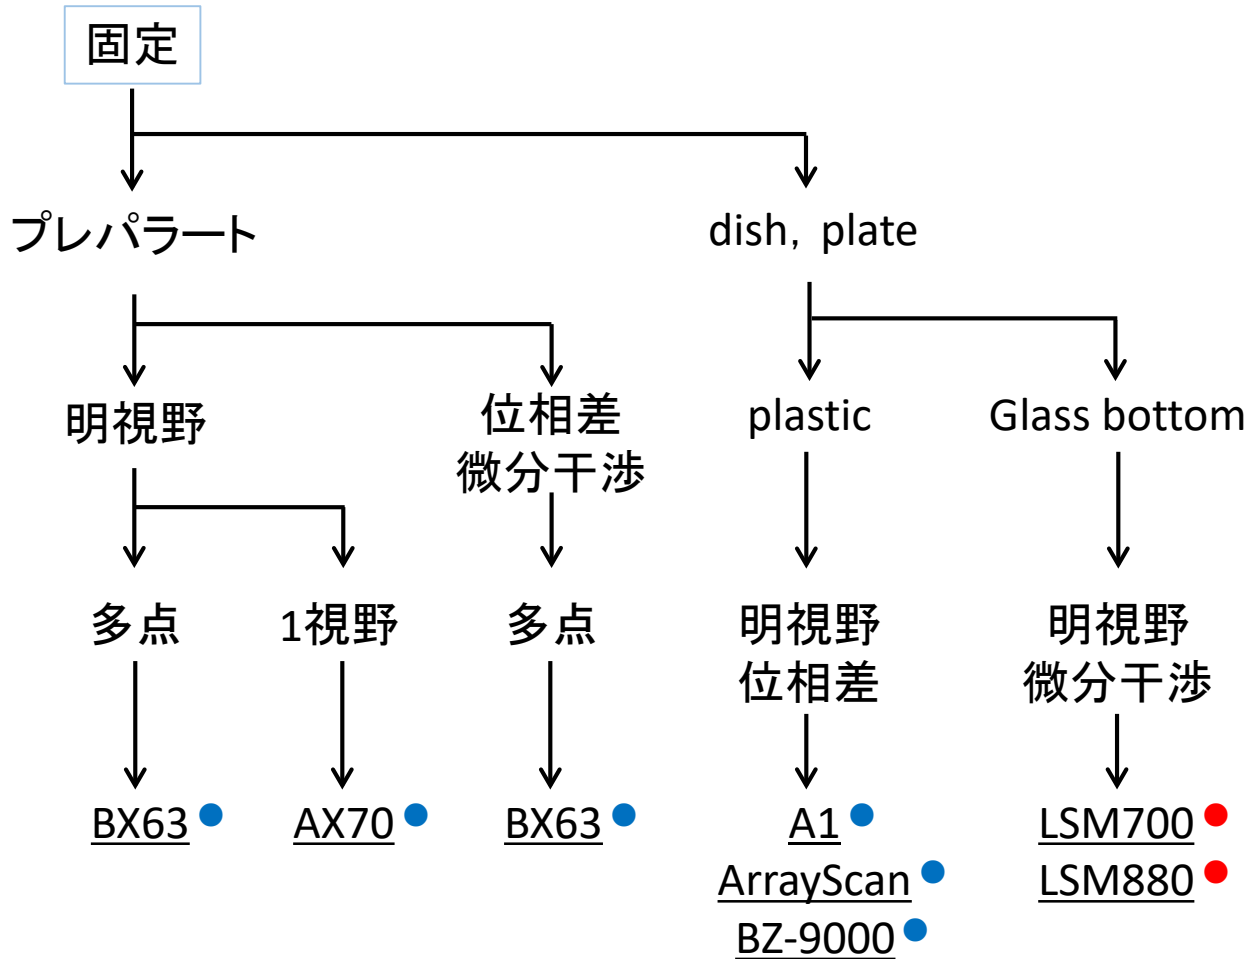 固定
プレパラート
dish, plate
明視野
位相差
微分干渉
plastic
Glass bottom
多点
1視野
多点
明視野
位相差
明視野
微分干渉
BX63
AX70
BX63
A1
ArrayScan
BZ-9000
LSM700
LSM880